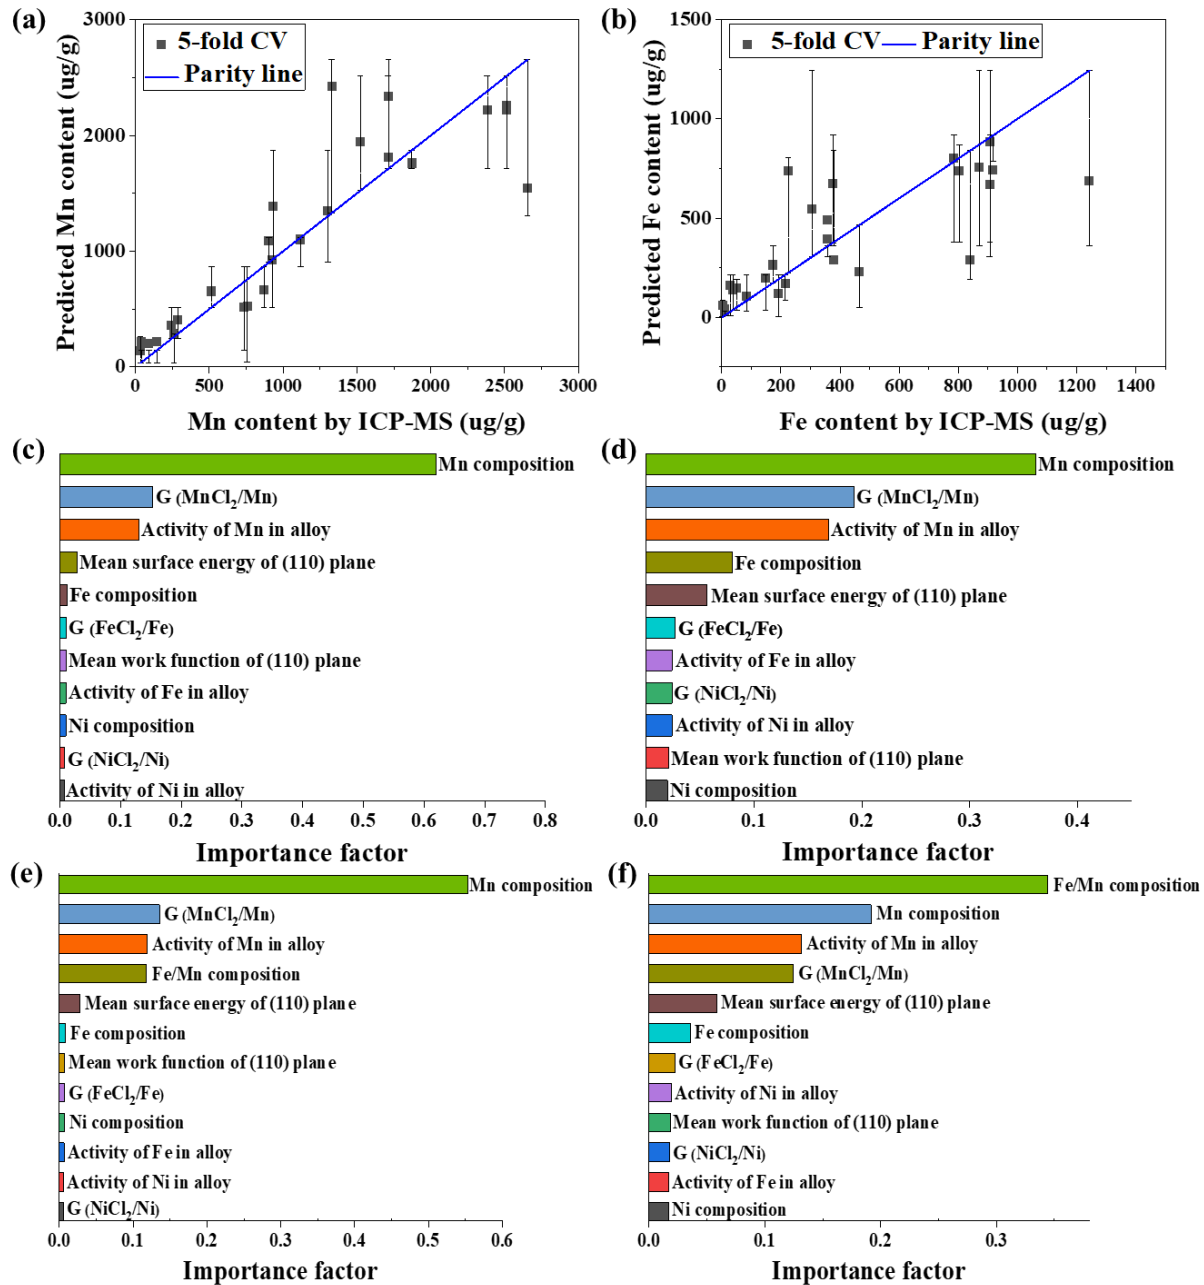 (a)
3000
2000
1000
0
Predicted Mn content (ug/g)
5-fold CV
Parity line
0 500 1000 1500 2000 2500 3000
Mn content by ICP-MS (ug/g)
(b)
1500
1000
500
0
Predicted Fe content (ug/g)
5-fold CV Parity line
0 200 400 600 800 1000 1200 1400
Fe content by ICP-MS (ug/g)
(c)
Mn composition
G (MnCl₂/Mn)
Activity of Mn in alloy
Mean surface energy of (110) plane
Fe composition
G (FeCl₂/Fe)
Mean work function of (110) plane
Activity of Fe in alloy
Ni composition
G (NiCl₂/Ni)
Activity of Ni in alloy
0.0 0.1 0.2 0.3 0.4 0.5 0.6 0.7 0.8
Importance factor
(d)
Mn composition
G (MnCl₂/Mn)
Activity of Mn in alloy
Fe composition
Mean surface energy of (110) plane
G (FeCl₂/Fe)
Activity of Fe in alloy
G (NiCl₂/Ni)
Activity of Ni in alloy
Mean work function of (110) plane
Ni composition
0.0 0.1 0.2 0.3 0.4
Importance factor
(e)
Mn composition
G (MnCl₂/Mn)
Activity of Mn in alloy
Fe/Mn composition
Mean surface energy of (110) plane
Fe composition
Mean work function of (110) plane
G (FeCl₂/Fe)
Ni composition
Activity of Fe in alloy
Activity of Ni in alloy
G (NiCl₂/Ni)
0.0 0.1 0.2 0.3 0.4 0.5 0.6
Importance factor
(f)
Fe/Mn composition
Mn composition
Activity of Mn in alloy
G (MnCl₂/Mn)
Mean surface energy of (110) plane
Fe composition
G (FeCl₂/Fe)
Activity of Ni in alloy
Mean work function of (110) plane
G (NiCl₂/Ni)
Activity of Fe in alloy
Ni composition
0.0 0.1 0.2 0.3
Importance factor